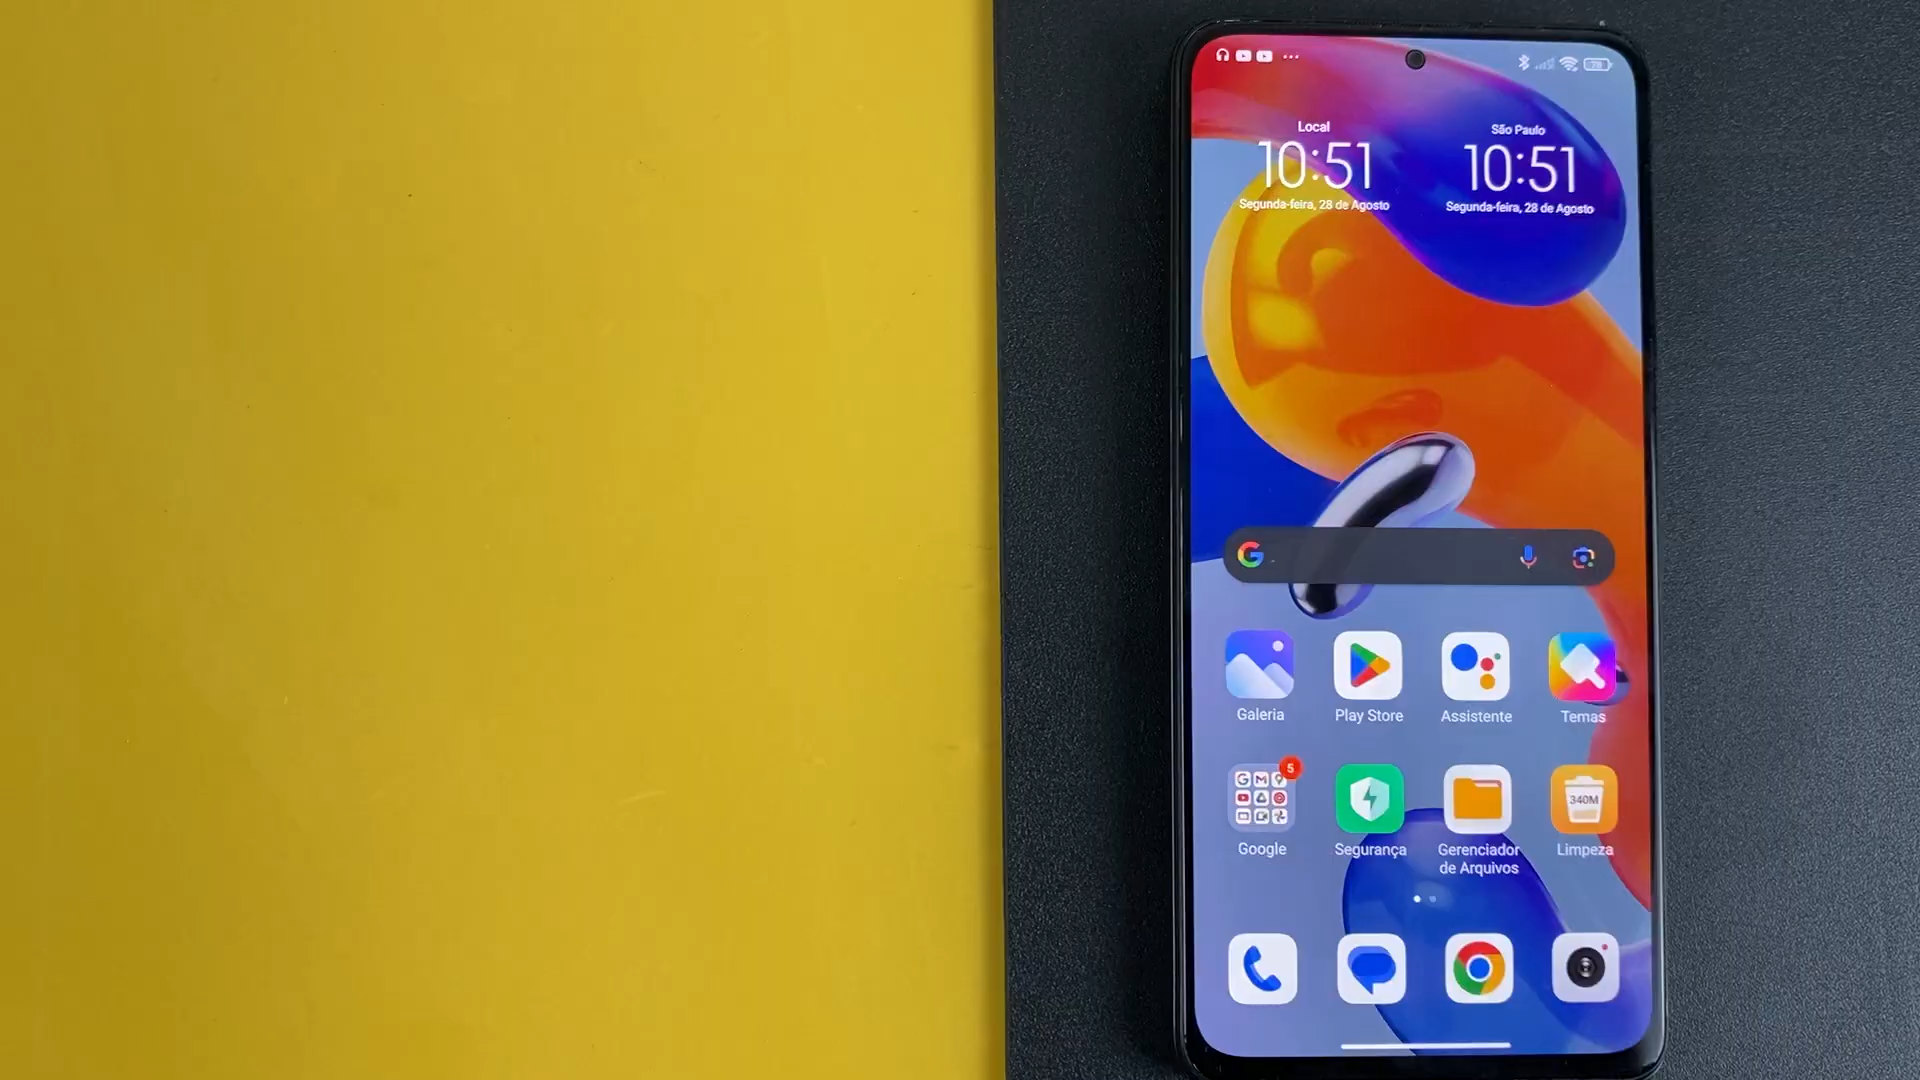 Local
São Paulo
10:51
10:51
Segunda-feira, 28 de Agosto
Segunda-feira, 28 de Agosto
Galeria
Play Store
Assistente
Temas
5
340M
Google
Segurança
Gerenciador
de Arquivos
Limpeza